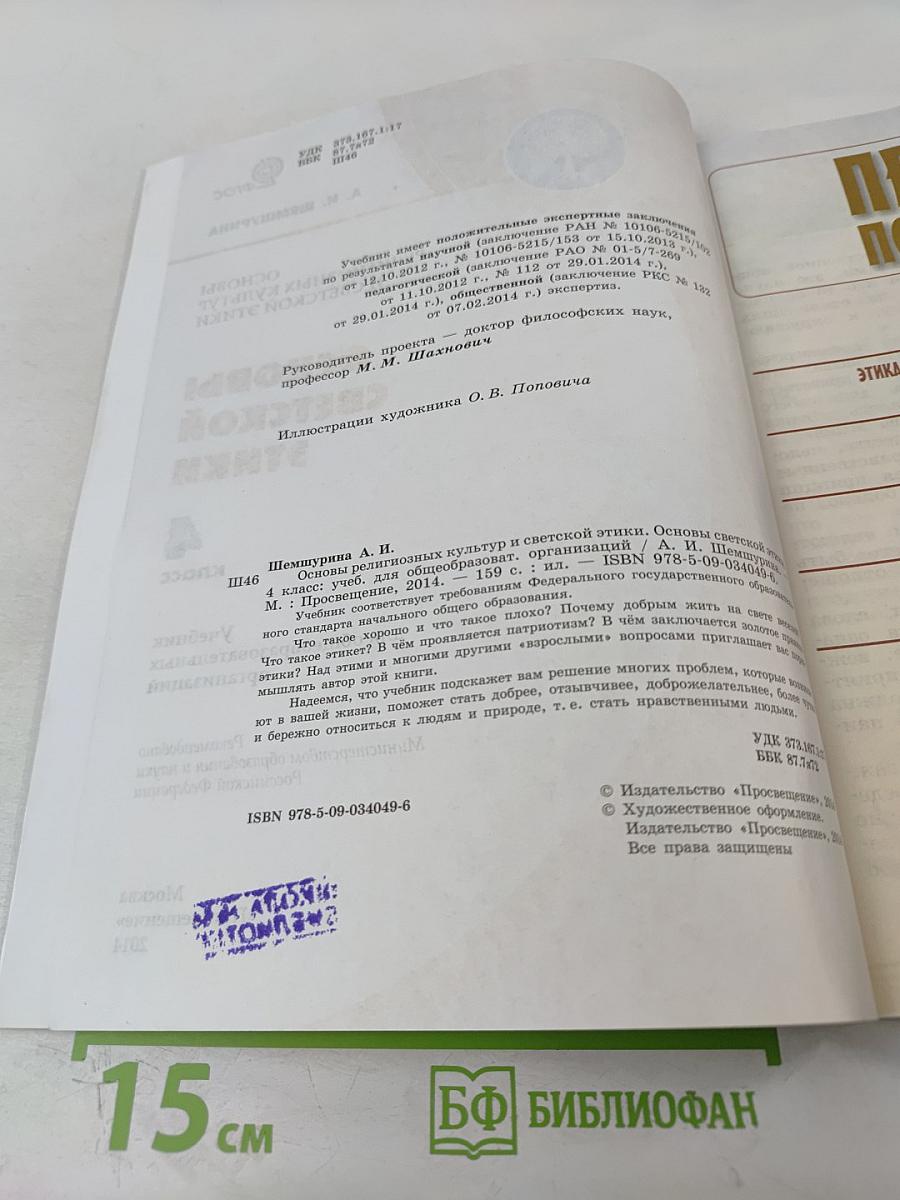 УДК 373.167.1:17
ББК 87.7я72
Ш46
Учебник имеет положительные экспертные заключения
по результатам научной (заключение РАН № 10106-5215/102
от 12.10.2012 г., № 10106-5215/153 от 15.10.2013 г.),
педагогической (заключение РАО № 01-5/7-269
от 11.10.2012 г., № 112 от 29.01.2014 г.),
от 29.01.2014 г.), общественной (заключение РКС № 132
от 07.02.2014 г.) экспертиз.
Руководитель проекта — доктор философских наук,
профессор М. М. Шахнович
Иллюстрации художника О. В. Поповича
Шемшурина А. И.
Ш46 Основы религиозных культур и светской этики. Основы светской
4 класс: учеб. для общеобразоват. организаций / А. И. Шемшурина.
М. : Просвещение, 2014. — 159 с. : ил. — ISBN 978-5-09-034049-6.
Учебник соответствует требованиям Федерального государственного
ного стандарта начального общего образования.
Что такое хорошо и что такое плохо? Почему добрым жить на свете
Что такое этикет? В чём проявляется патриотизм? В чём заключается золотое
этики? Над этими и многими другими «взрослыми» вопросами приглашает вас
мышлять автор этой книги.
Надеемся, что учебник подскажет вам решение многих проблем, которые
ют в вашей жизни, поможет стать добрее, отзывчивее, доброжелательнее, более
и бережно относиться к людям и природе, т. е. стать нравственными людьми.
УДК 373.167.1:
ББК 87.7я72
ISBN 978-5-09-034049-6
© Издательство «Просвещение»,
© Художественное оформление.
Издательство «Просвещение»,
Все права защищены
ЭТИКА
15 см
БФ БИБЛИОФАН